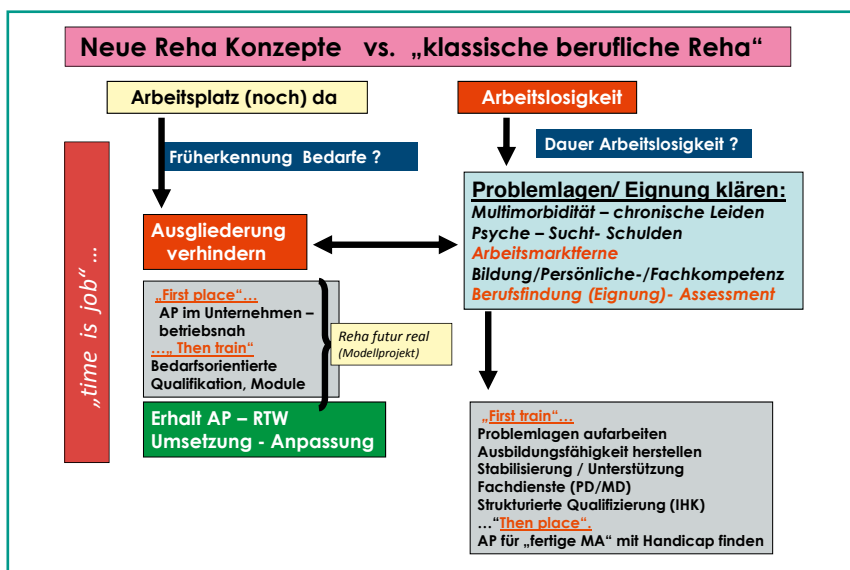 Neue Reha Konzepte vs. „klassische berufliche Reha“
Arbeitsplatz (noch) da
Arbeitslosigkeit
Früherkennung Bedarfe ?
Dauer Arbeitslosigkeit ?
„time is job“ ...
Ausgliederung
verhindern
Problemlagen/ Eignung klären:
Multimorbidität – chronische Leiden
Psyche – Sucht- Schulden
Arbeitsmarktferne
Bildung/Persönliche-/Fachkompetenz
Berufsfindung (Eignung)- Assessment
„First place“...
AP im Unternehmen –
betriebsnah
...„ Then train“
Bedarfsorientierte
Qualifikation, Module
Reha futur real
(Modellprojekt)
Erhalt AP – RTW
Umsetzung - Anpassung
„First train“...
Problemlagen aufarbeiten
Ausbildungsfähigkeit herstellen
Stabilisierung / Unterstützung
Fachdienste (PD/MD)
Strukturierte Qualifizierung (IHK)
...“Then place“.
AP für „fertige MA“ mit Handicap finden